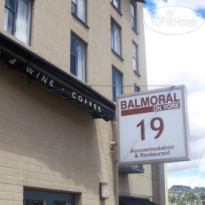 WINE · COFFEE
BALMORAL
ON YORK
19
Accommodation
& Restaurant